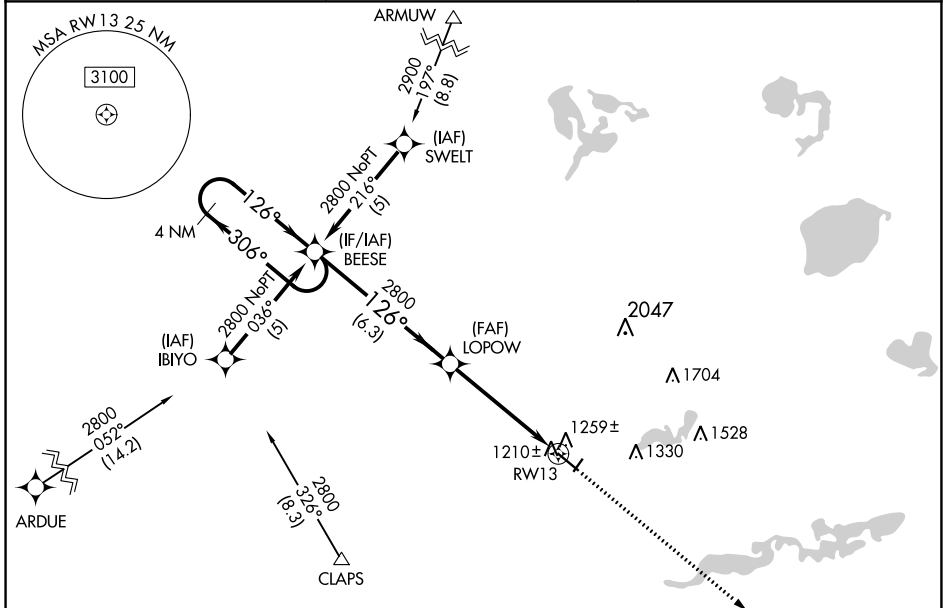 MSA RW13 25 NM
3100
ARMUW
2900
197°
(8.8)
(IAF)
SWELT
2800 NoPT
216°
(5)
126°
4 NM
306°
(IF/IAF)
BEESE
2800 NoPT
036°
(5)
(IAF)
IBIYO
2800
126°
(6.3)
(FAF)
LOPOW
2047
1704
1528
1330
1259±
1210±
RW13
2800
052°
(14.2)
ARDUE
2800
326°
(8.3)
CLAPS